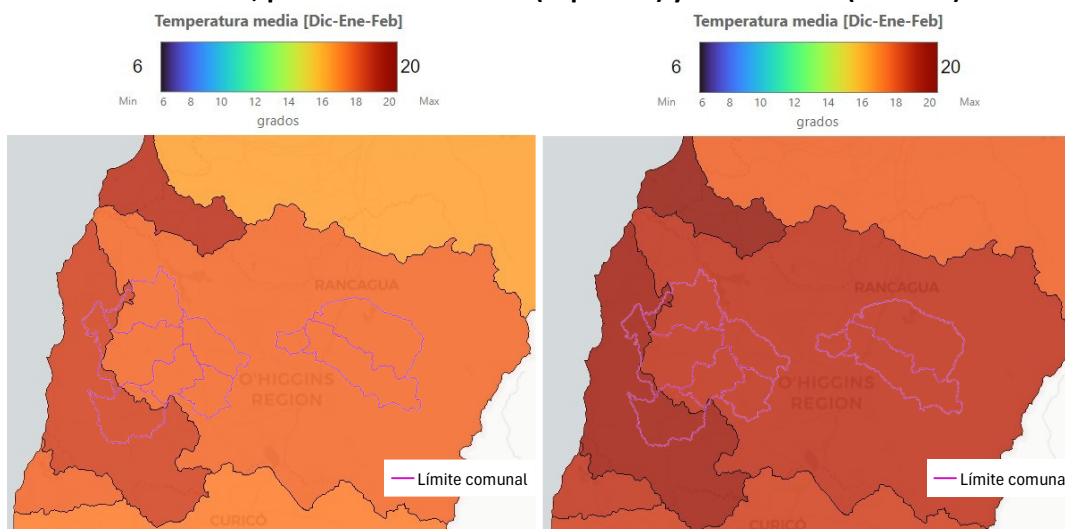 Temperatura media [Dic-Ene-Feb]
6
20
Min 6 8 10 12 14 16 18 20 Max
grados
RANCAGUA
O'HIGGINS
REGION
CURICÓ
Límite comunal
Temperatura media [Dic-Ene-Feb]
6
20
Min 6 8 10 12 14 16 18 20 Max
grados
RANCAGUA
O'HIGGINS
REGION
CURICÓ
Límite comuna